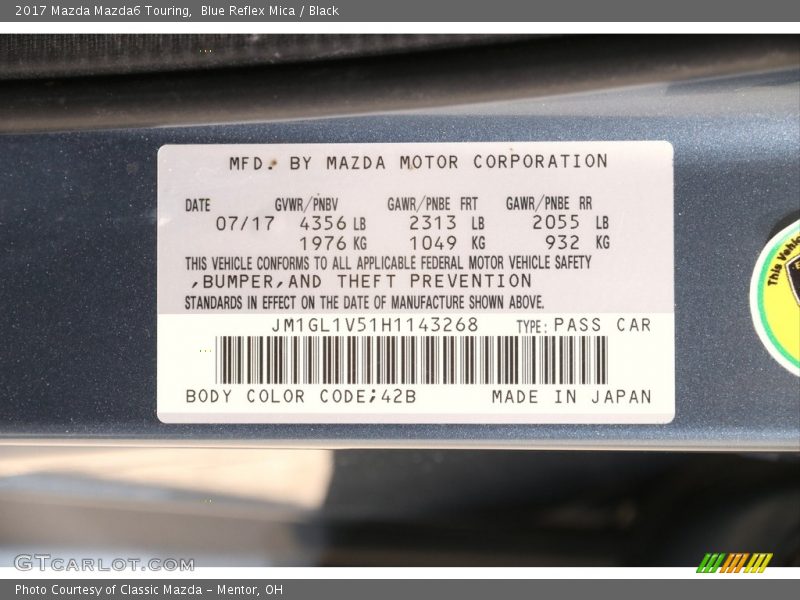 2017 Mazda Mazda6 Touring,  Blue Reflex Mica / Black
MFD. BY MAZDA MOTOR CORPORATION
DATE GVWR/PNBV GAWR/PNBE FRT GAWR/PNBE RR
07/17 4356 LB 2313 LB 2055 LB
1976 KG 1049 KG 932 KG
THIS VEHICLE CONFORMS TO ALL APPLICABLE FEDERAL MOTOR VEHICLE SAFETY
,BUMPER,AND THEFT PREVENTION
STANDARDS IN EFFECT ON THE DATE OF MANUFACTURE SHOWN ABOVE.
JM1GL1V51H1143268 TYPE: PASS CAR
BODY COLOR CODE;42B MADE IN JAPAN
This Vehic
GTCARLOT.COM
Photo Courtesy of Classic Mazda - Mentor, OH